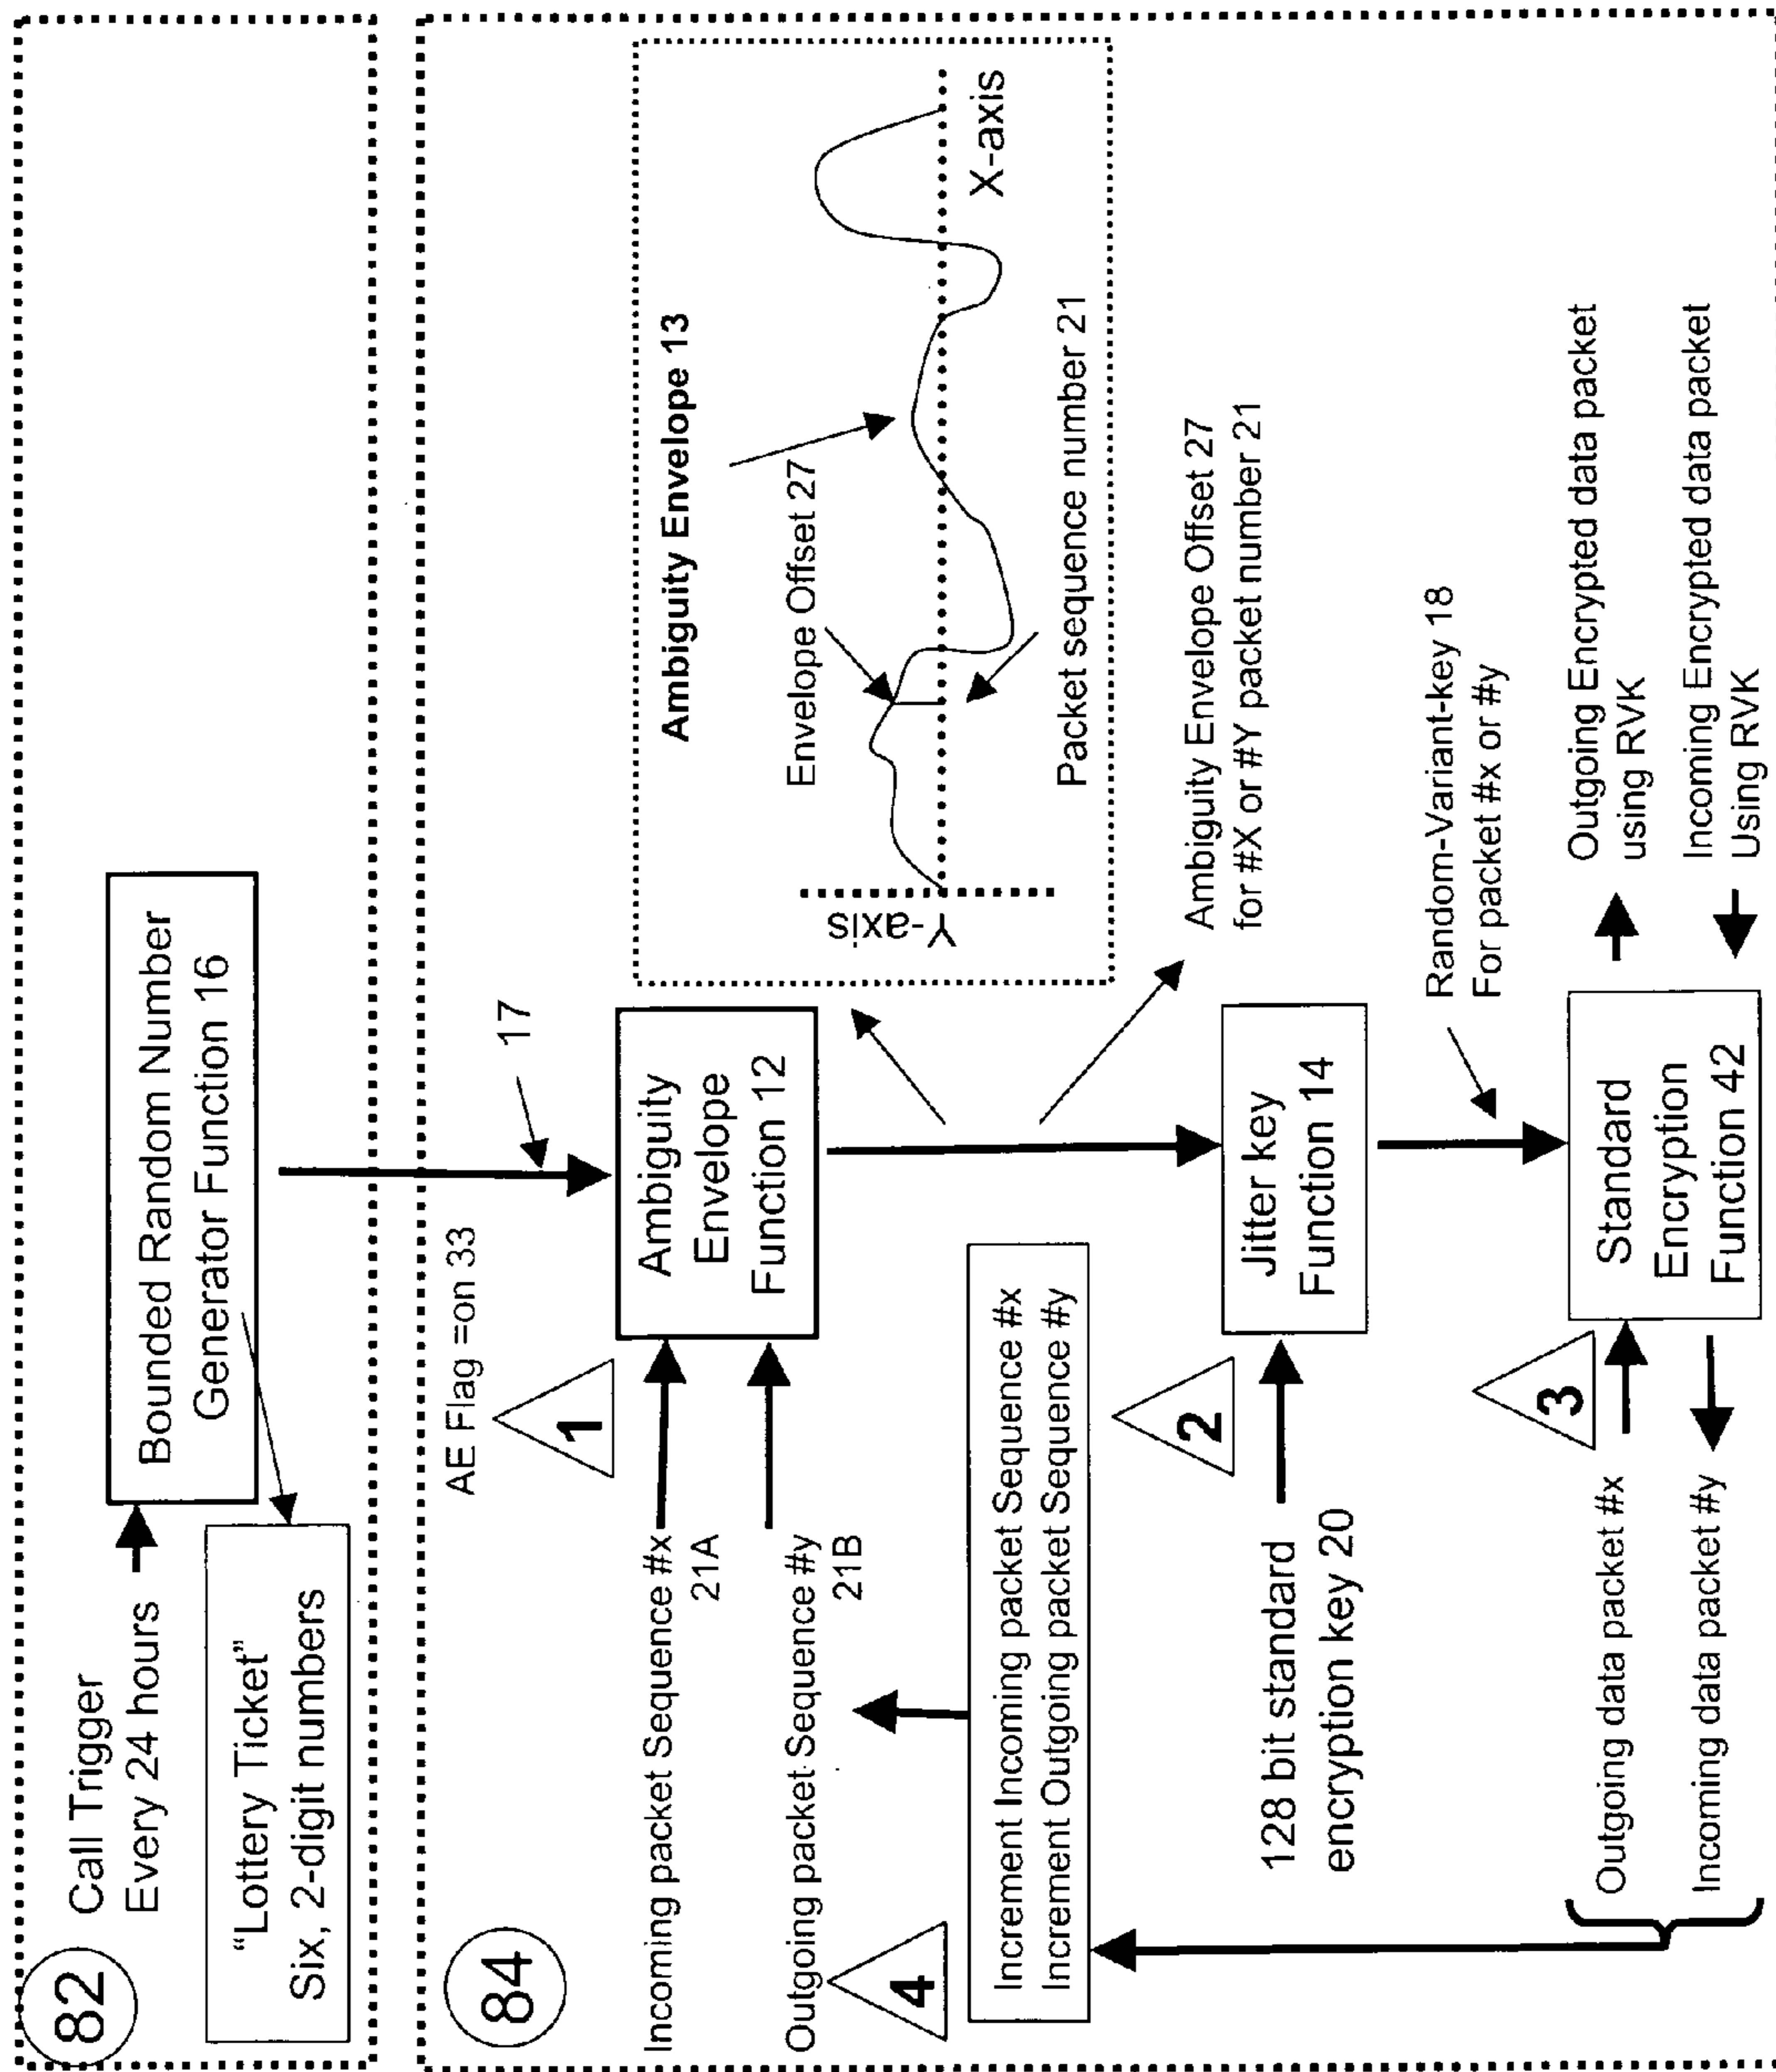 82
Call Trigger
Every 24 hours
Bounded Random Number
Generator Function 16
"Lottery Ticket"
Six, 2-digit numbers
84
AE Flag =on 33
17
1
Incoming packet Sequence #x
21A
Outgoing packet Sequence #y
21B
Ambiguity
Envelope
Function 12
Ambiguity Envelope 13
Envelope Offset 27
Y-axis
X-axis
Packet sequence number 21
4
Increment Incoming packet Sequence #x
Increment Outgoing packet Sequence #y
Ambiguity Envelope Offset 27
for #X or #Y packet number 21
2
128 bit standard
encryption key 20
Jitter key
Function 14
Random-Variant-key 18
For packet #x or #y
3
Outgoing data packet #x
Incoming data packet #y
Standard
Encryption
Function 42
Outgoing Encrypted data packet
using RVK
Incoming Encrypted data packet
Using RVK